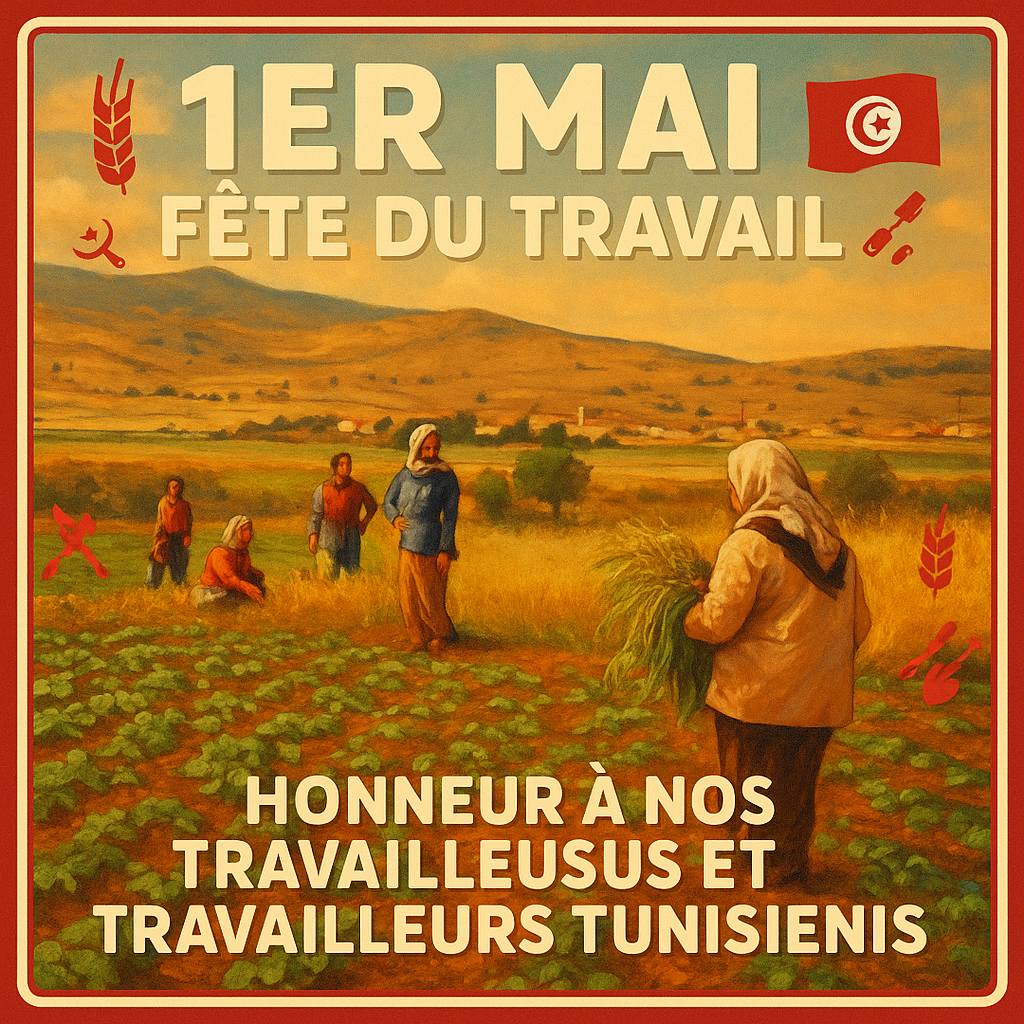 1ER MAI
FÊTE DU TRAVAIL
HONNEUR À NOS
TRAVAILLEUSUS ET
TRAVAILLEURS TUNISIENIS